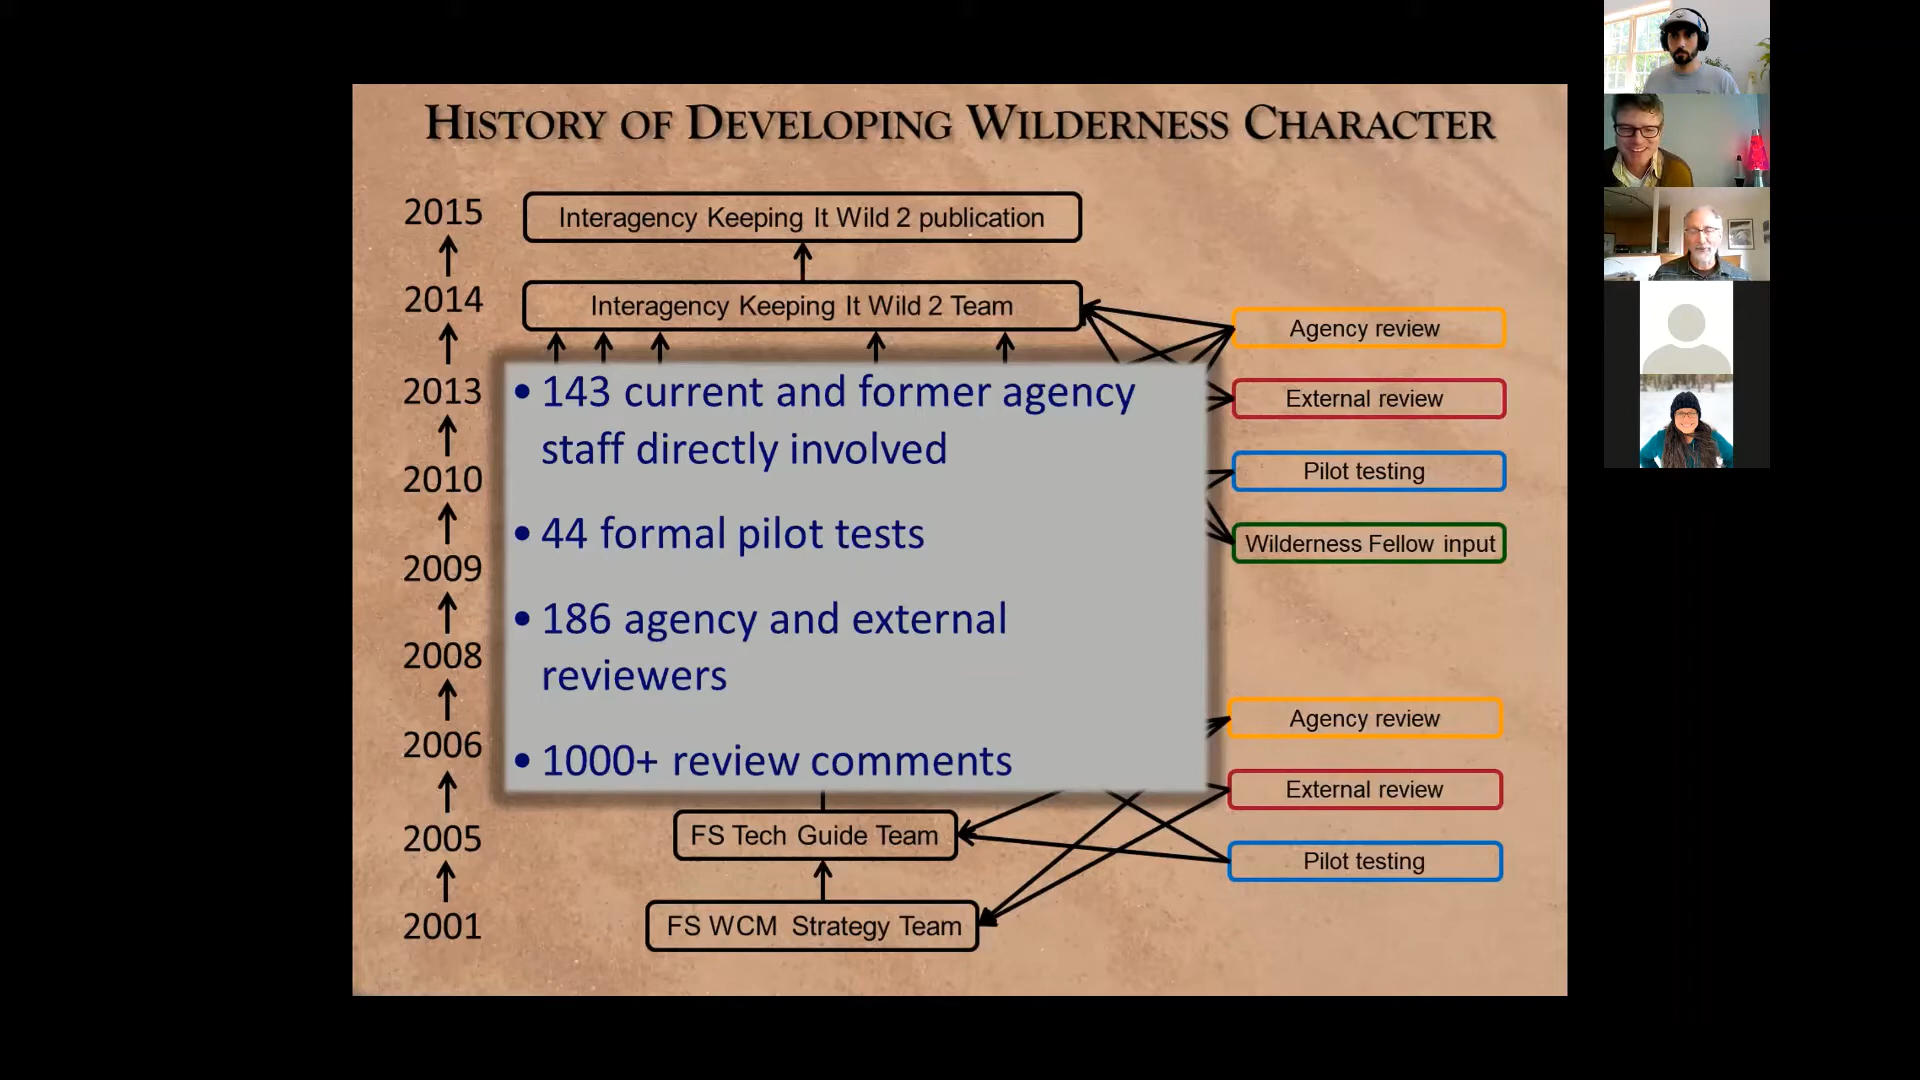 HISTORY OF DEVELOPING WILDERNESS CHARACTER
2015
Interagency Keeping It Wild 2 publication
2014
Interagency Keeping It Wild 2 Team
Agency review
2013
• 143 current and former agency
staff directly involved
External review
2010
Pilot testing
• 44 formal pilot tests
Wilderness Fellow input
2009
• 186 agency and external
reviewers
2008
Agency review
2006
• 1000+ review comments
External review
2005
FS Tech Guide Team
Pilot testing
2001
FS WCM Strategy Team